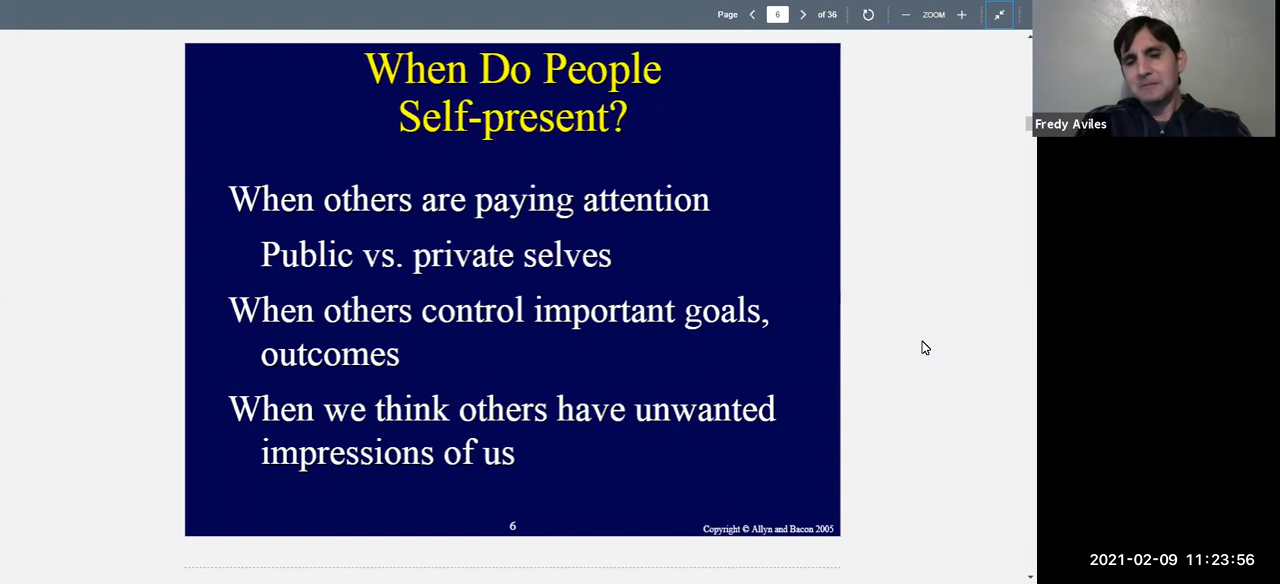 Page 6 of 36 ZOOM
When Do People
Self-present?
When others are paying attention
Public vs. private selves
When others control important goals,
outcomes
When we think others have unwanted
impressions of us
6
Copyright © Allyn and Bacon 2005
Fredy Aviles
2021-02-09 11:23:56